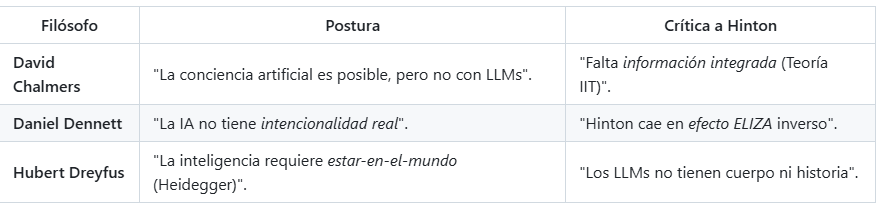 Filósofo Postura Crítica a Hinton
David Chalmers "La conciencia artificial es posible, pero no con LLMs". "Falta información integrada (Teoría IIT)".
Daniel Dennett "La IA no tiene intencionalidad real". "Hinton cae en efecto ELIZA inverso".
Hubert Dreyfus "La inteligencia requiere estar-en-el-mundo (Heidegger)". "Los LLMs no tienen cuerpo ni historia".